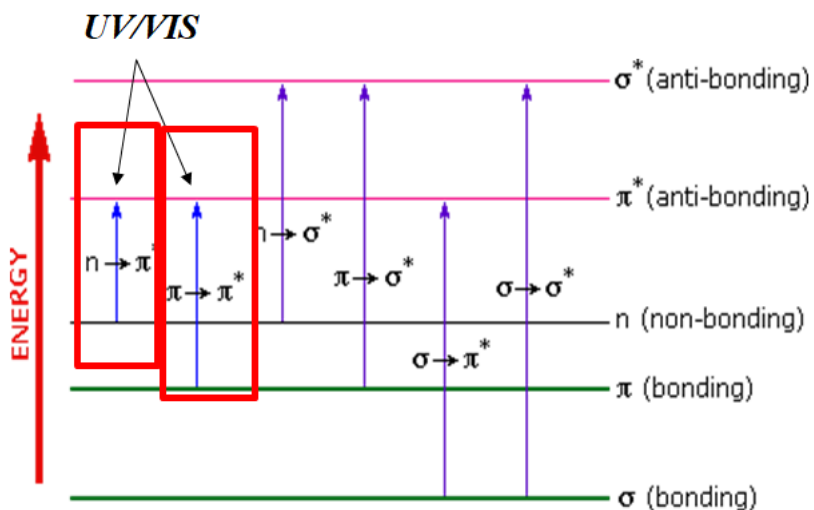 UV/VIS
σ* (anti-bonding)
π* (anti-bonding)
n → σ*
n → π*
π → π*
π → σ*
σ → σ*
n (non-bonding)
σ → π*
π (bonding)
σ (bonding)
ENERGY